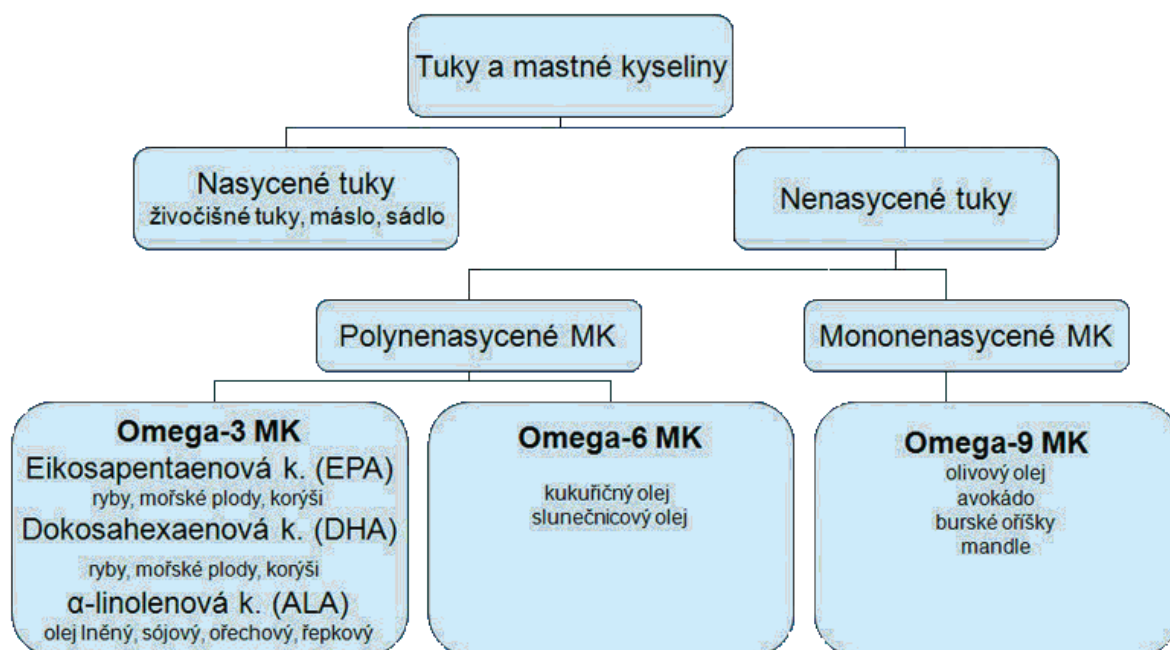 Tuky a mastné kyseliny
Nasycené tuky
živočišné tuky, máslo, sádlo
Nenasycené tuky
Polynenasycené MK
Mononenasycené MK
Omega-3 MK
Eikosapentaenová k. (EPA)
ryby, mořské plody, korýši
Dokosahexaenová k. (DHA)
ryby, mořské plody, korýši
α-linolenová k. (ALA)
olej lněný, sójový, ořechový, řepkový
Omega-6 MK
kukuřičný olej
slunečnicový olej
Omega-9 MK
olivový olej
avokádo
burské oříšky
mandle